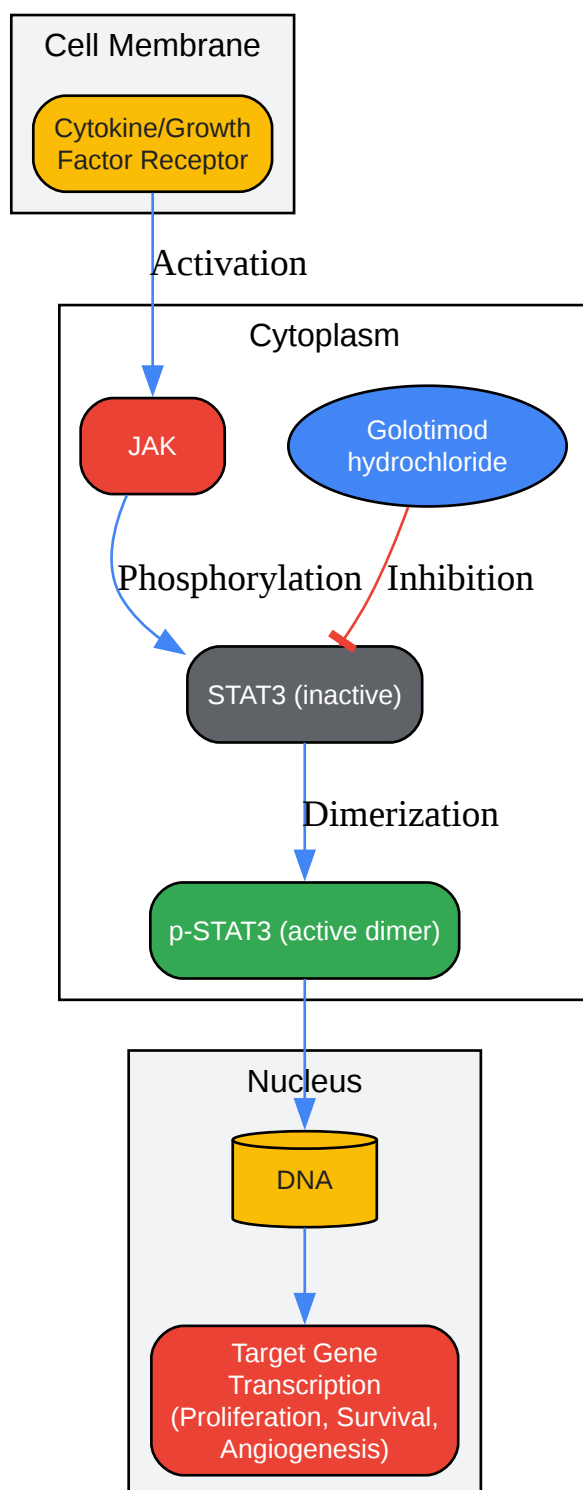 Cell Membrane
Cytokine/Growth
Factor Receptor
Activation
Cytoplasm
JAK
Golotimod
hydrochloride
Phosphorylation
Inhibition
STAT3 (inactive)
Dimerization
p-STAT3 (active dimer)
Nucleus
DNA
Target Gene
Transcription
(Proliferation, Survival,
Angiogenesis)